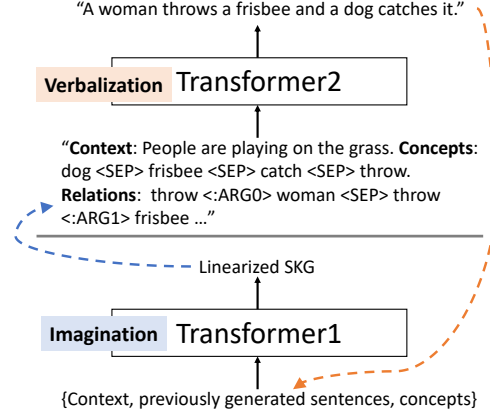 “A woman throws a frisbee and a dog catches it.”
Verbalization Transformer2
“Context: People are playing on the grass. Concepts:
dog <SEP> frisbee <SEP> catch <SEP> throw.
Relations: throw <:ARG0> woman <SEP> throw
<:ARG1> frisbee ...”
Linearized SKG
Imagination Transformer1
{Context, previously generated sentences, concepts}